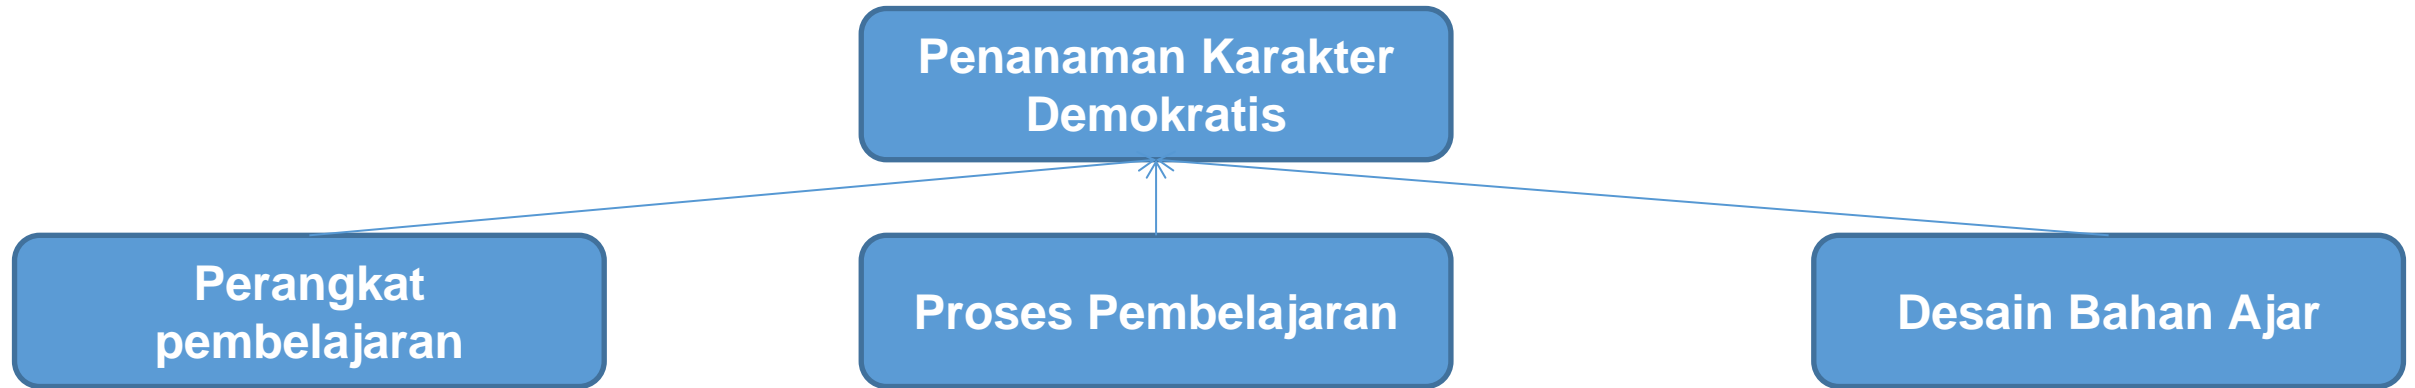 Penanaman Karakter
Demokratis
Perangkat
pembelajaran
Proses Pembelajaran
Desain Bahan Ajar